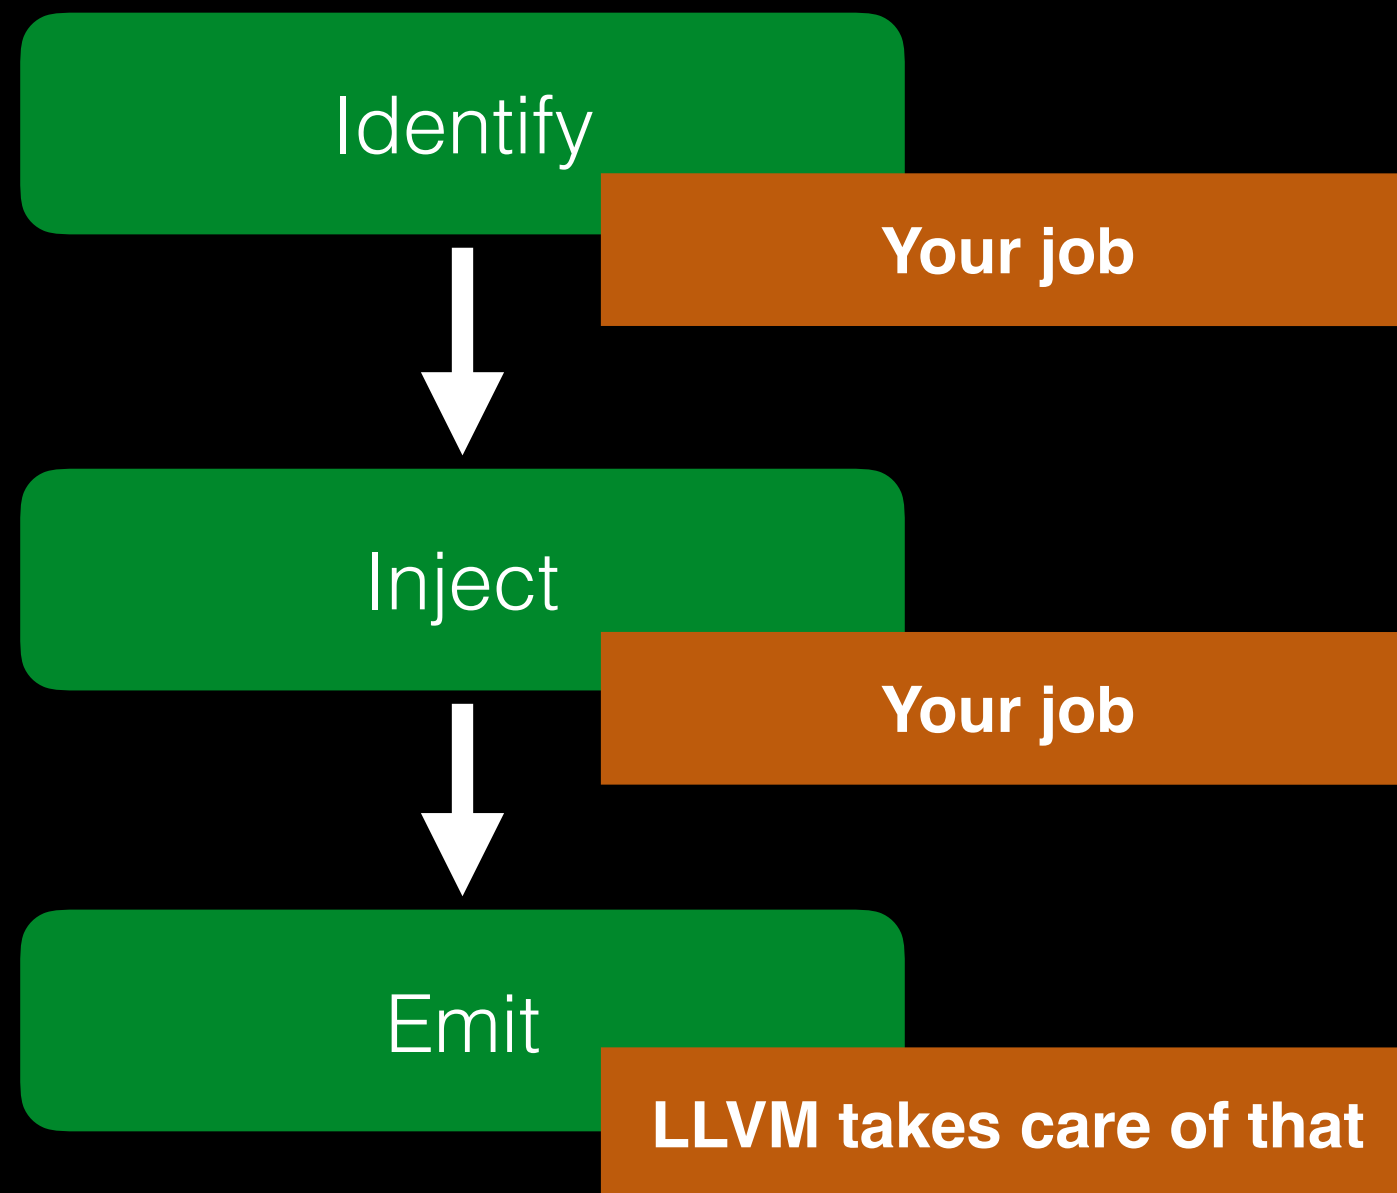 Identify
Your job
Inject
Your job
Emit
LLVM takes care of that